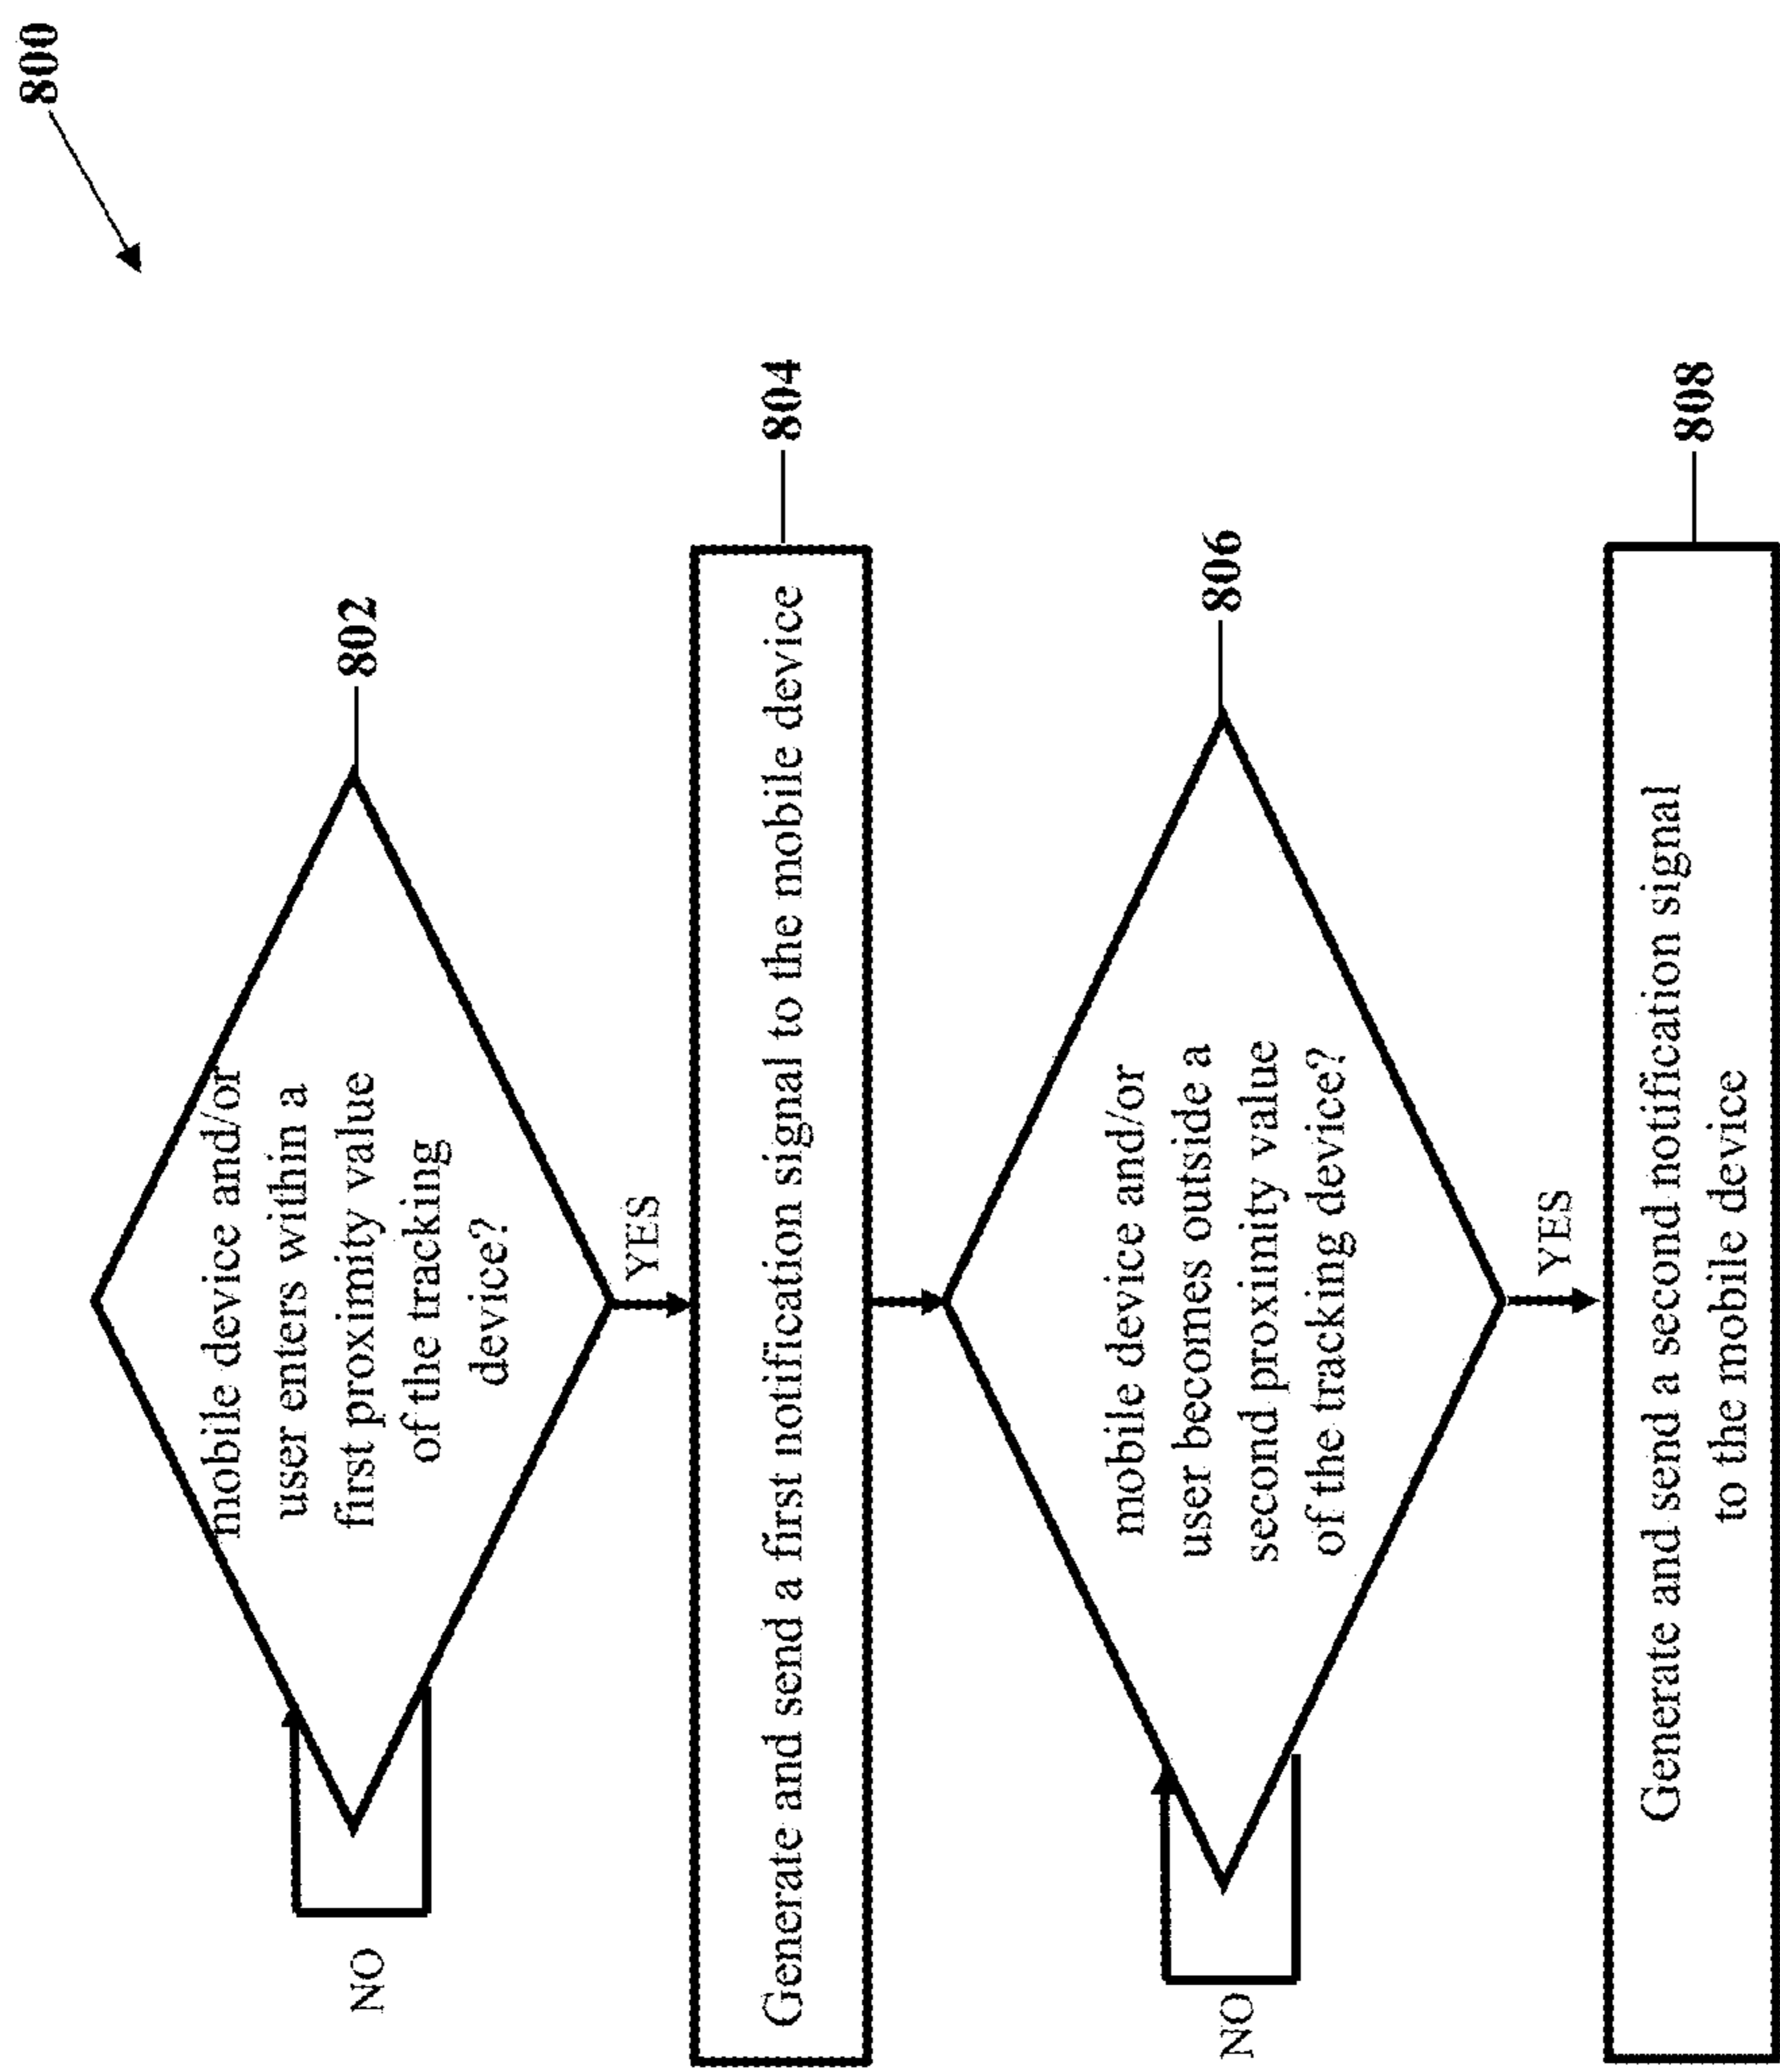 800
mobile device and/or
user enters within a
first proximity value
of the tracking
device?
802
NO
YES
Generate and send a first notification signal to the mobile device
804
mobile device and/or
user becomes outside a
second proximity value
of the tracking device?
806
NO
YES
Generate and send a second notification signal
to the mobile device
808